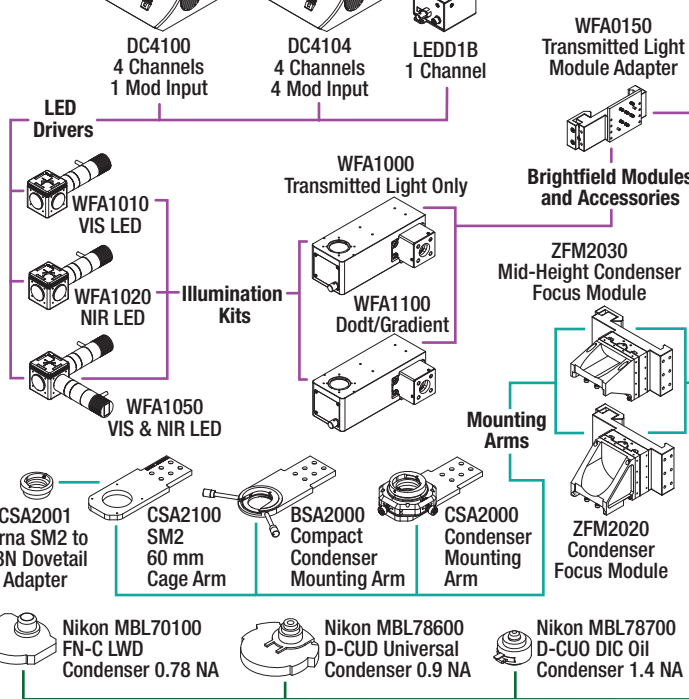 DC4100
4 Channels
1 Mod Input
DC4104
4 Channels
4 Mod Input
LEDD1B
1 Channel
WFA0150
Transmitted Light
Module Adapter
LED
Drivers
WFA1010
VIS LED
WFA1020
NIR LED
WFA1050
VIS & NIR LED
Illumination
Kits
WFA1000
Transmitted Light Only
WFA1100
Dodt/Gradient
Brightfield Modules
and Accessories
ZFM2030
Mid-Height Condenser
Focus Module
Mounting
Arms
ZFM2020
Condenser
Focus Module
CSA2001
SM2 to
Dovetail
Adapter
CSA2100
SM2
60 mm
Cage Arm
BSA2000
Compact
Condenser
Mounting Arm
CSA2000
Condenser
Mounting
Arm
Nikon MBL70100
FN-C LWD
Condenser 0.78 NA
Nikon MBL78600
D-CUD Universal
Condenser 0.9 NA
Nikon MBL78700
D-CUO DIC Oil
Condenser 1.4 NA